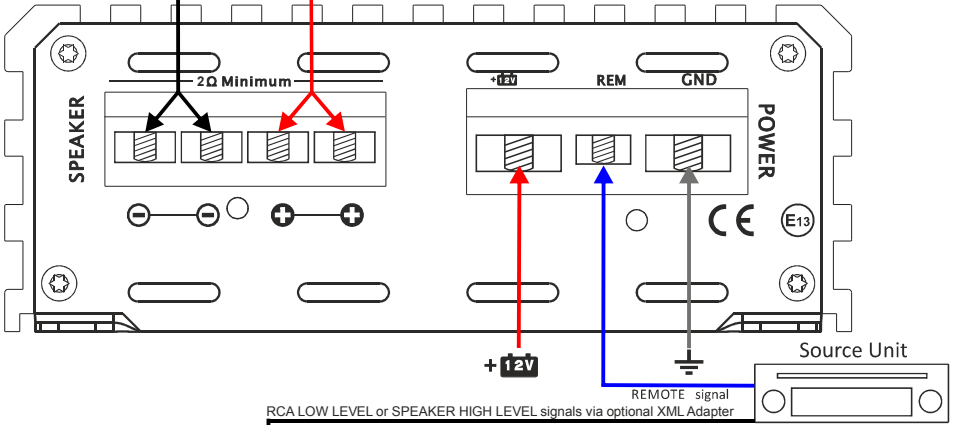 2Ω Minimum
+12V REM GND
SPEAKER
POWER
CE E13
+ 12V
Source Unit
REMOTE signal
RCA LOW LEVEL or SPEAKER HIGH LEVEL signals via optional XML Adapter